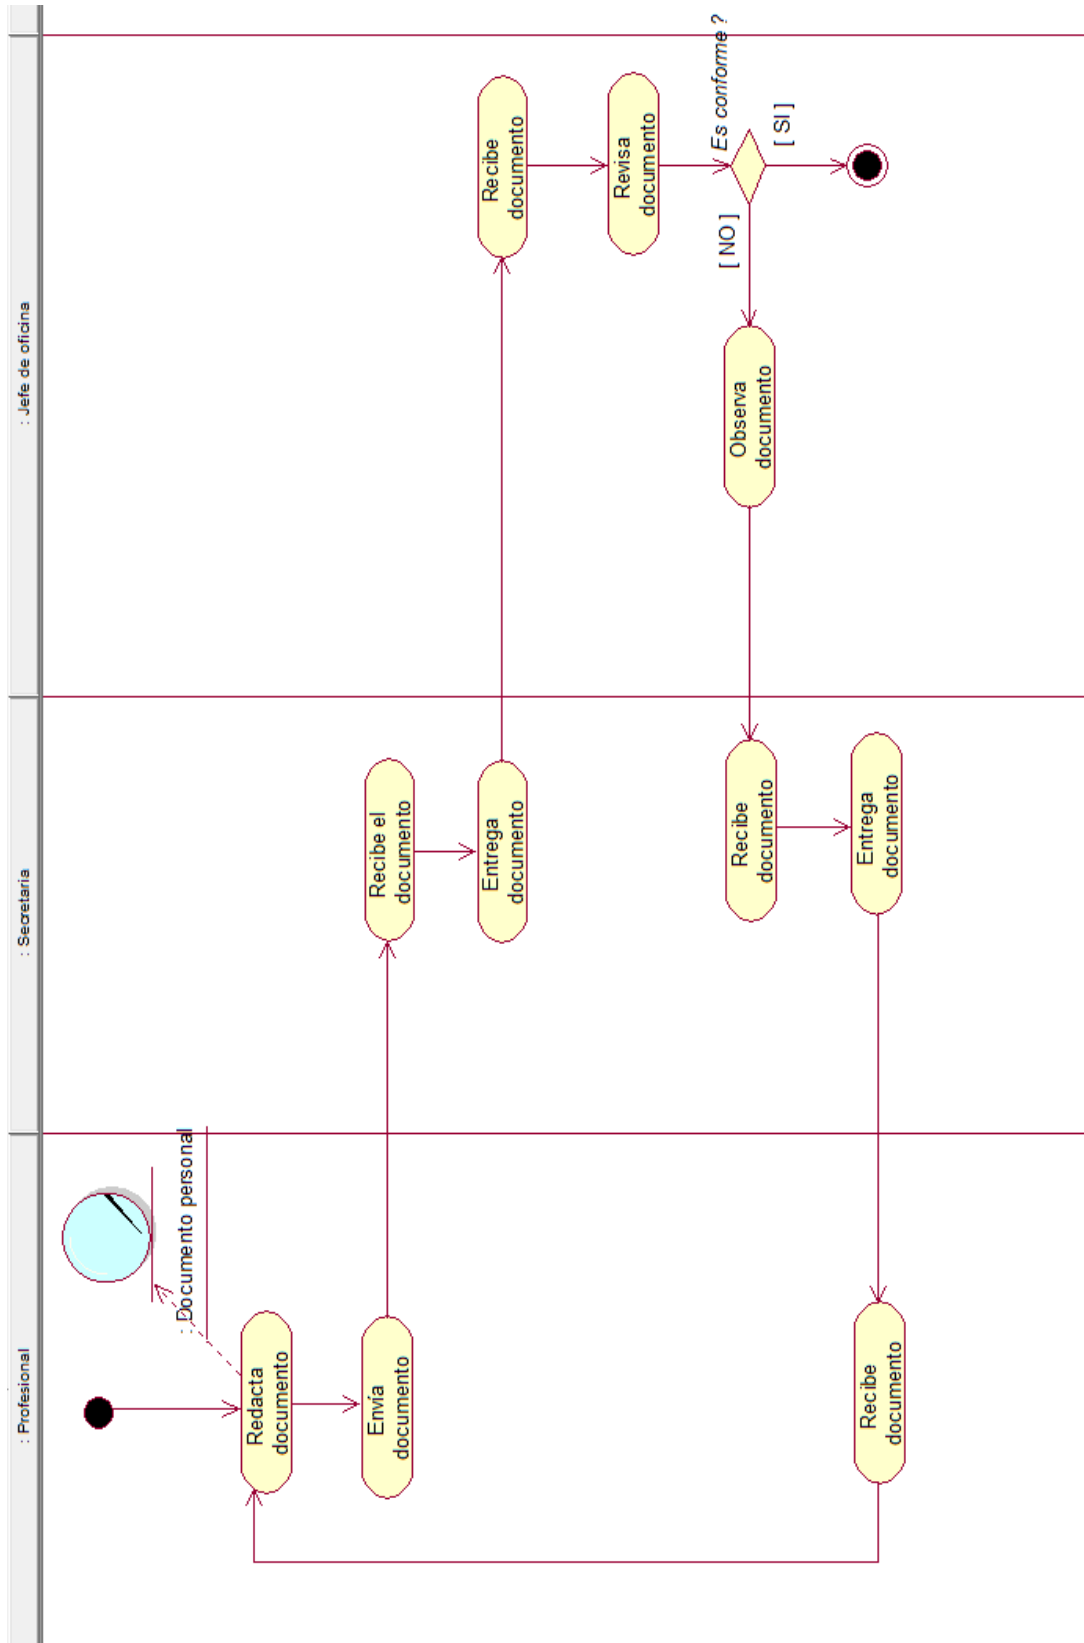 : Profesional
: Secretaria
: Jefe de oficina
: Documento personal
Redacta
documento
Envía
documento
Recibe el
documento
Entrega
documento
Recibe
documento
Revisa
documento
Es conforme ?
[ SI ]
[ NO ]
Observa
documento
Recibe
documento
Entrega
documento
Recibe
documento